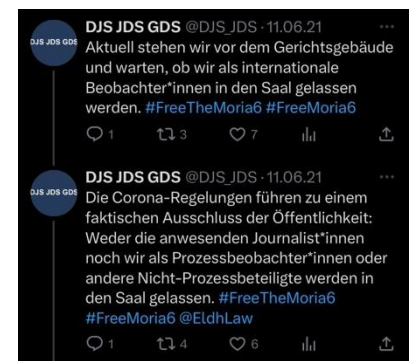 DJS JDS GDS @DJS_JDS · 11.06.21
DJS JDS GDS
Aktuell stehen wir vor dem Gerichtsgebäude
und warten, ob wir als internationale
Beobachter*innen in den Saal gelassen
werden. #FreeTheMoria6 #FreeMoria6
1 3 7
DJS JDS GDS @DJS_JDS · 11.06.21
DJS JDS GDS
Die Corona-Regelungen führen zu einem
faktischen Ausschluss der Öffentlichkeit:
Weder die anwesenden Journalist*innen
noch wir als Prozessbeobachter*innen oder
andere Nicht-Prozessbeteiligte werden in
den Saal gelassen. #FreeTheMoria6
#FreeMoria6 @EldhLaw
1 4 6